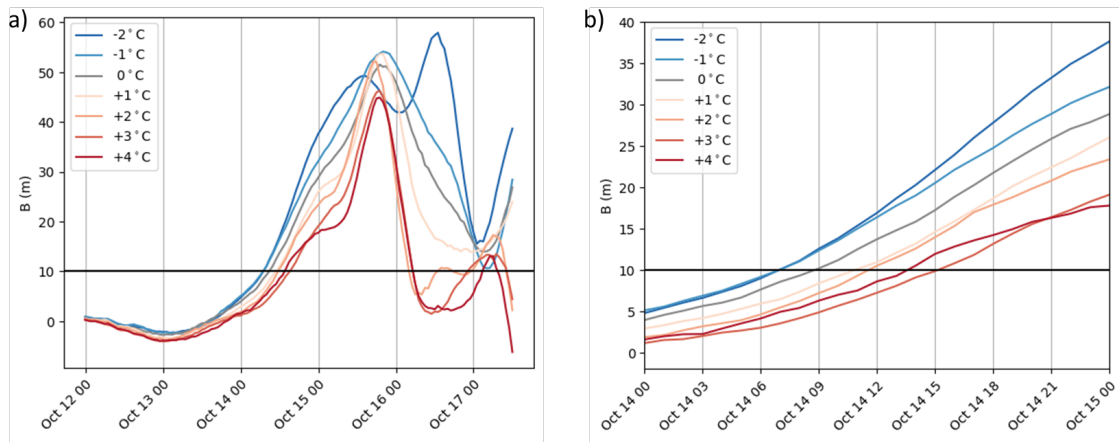 a)
60
50
40
30
20
10
0
B (m)
-2°C
-1°C
0°C
+1°C
+2°C
+3°C
+4°C
Oct 12 00
Oct 13 00
Oct 14 00
Oct 15 00
Oct 16 00
Oct 17 00
b)
40
35
30
25
20
15
10
5
0
B (m)
-2°C
-1°C
0°C
+1°C
+2°C
+3°C
+4°C
Oct 14 00
Oct 14 03
Oct 14 06
Oct 14 09
Oct 14 12
Oct 14 15
Oct 14 18
Oct 14 21
Oct 15 00